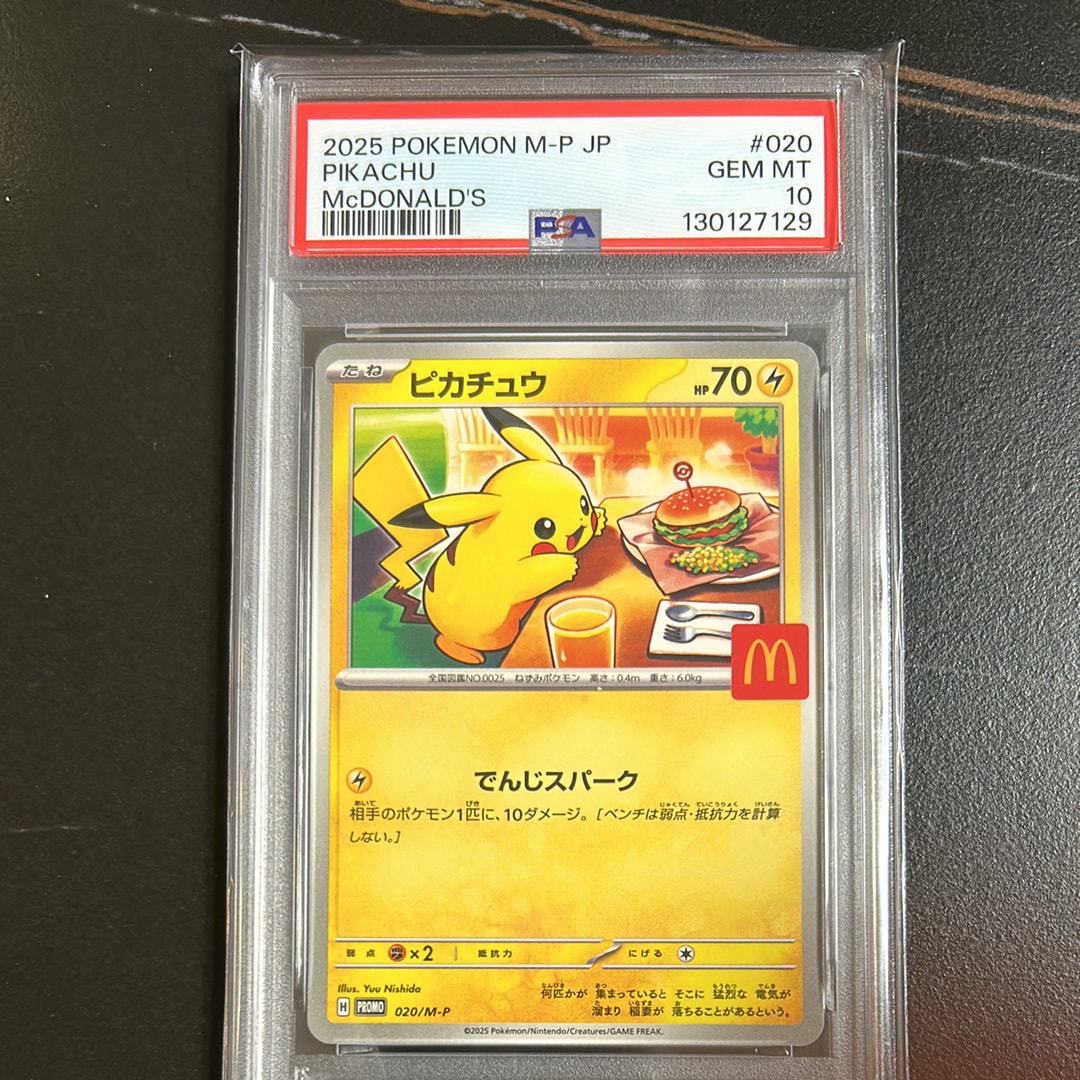 2025 POKEMON M-P JP #020
PIKACHU GEM MT
McDONALD'S 10
130127129
PSA
たね ピカチュウ HP 70
全国図鑑NO.0025 ねずみポケモン 高さ:0.4m 重さ:6.0kg
でんじスパーク
相手のポケモン1匹に、10ダメージ。[ベンチは弱点・抵抗力を計算
しない。]
弱点 ×2 抵抗力 にげる
Illus. Yuu Nishida
何匹かが 集まっていると そこに 猛烈な 電気が
溜まり 稲妻が 落ちることがあるという。
H PROMO 020/M-P
©2025 Pokémon/Nintendo/Creatures/GAME FREAK.